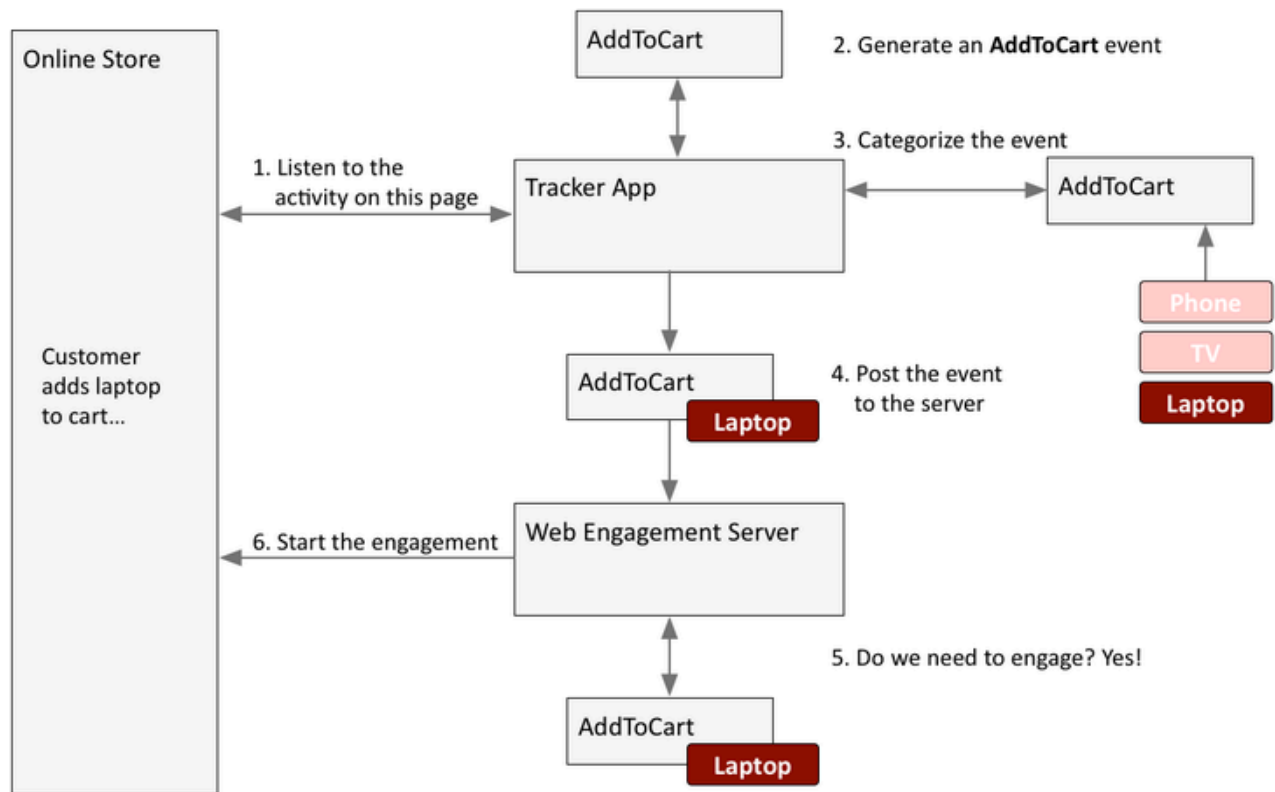 Online Store
Customer
adds laptop
to cart...
1. Listen to the
activity on this page
AddToCart
2. Generate an AddToCart event
Tracker App
3. Categorize the event
AddToCart
Phone
TV
Laptop
AddToCart
Laptop
4. Post the event
to the server
6. Start the engagement
Web Engagement Server
5. Do we need to engage? Yes!
AddToCart
Laptop